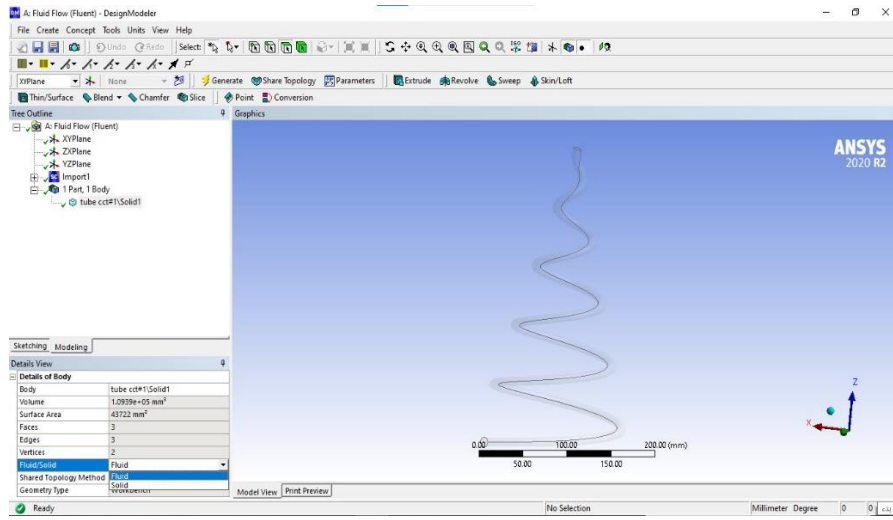 A: Fluid Flow (Fluent) - DesignModeler
File Create Concept Tools Units View Help
Undo Redo Select:
XYPlane None Generate Share Topology Parameters Extrude Revolve Sweep Skin/Loft
Thin/Surface Blend Chamfer Slice Point Conversion
Tree Outline
A: Fluid Flow (Fluent)
XYPlane
ZXPlane
YZPlane
Import1
1 Part, 1 Body
tube cct#1\Solid1
Sketching Modeling
Details View
Details of Body
Body tube cct#1\Solid1
Volume 1.0939e+05 mm³
Surface Area 43722 mm²
Faces 3
Edges 3
Vertices 2
Fluid/Solid Fluid
Shared Topology Method Fluid
Solid
Geometry Type
Graphics
ANSYS
2020 R2
Z
X
0.00 100.00 200.00 (mm)
50.00 150.00
Model View Print Preview
Ready No Selection Millimeter Degree 0 0